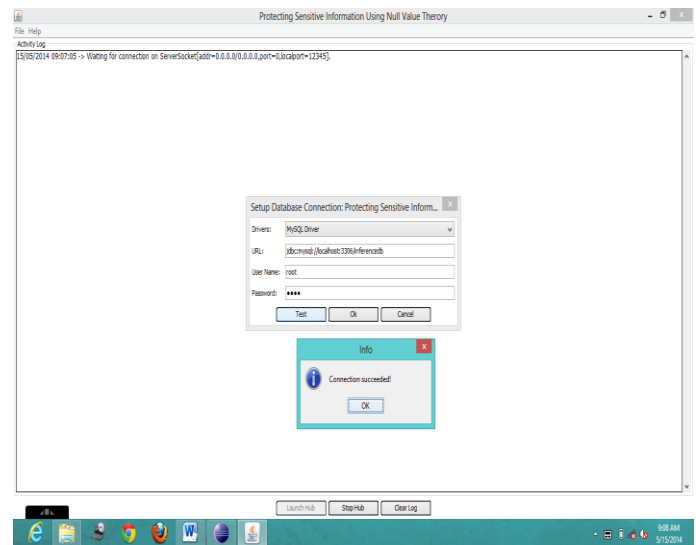 Protecting Sensitive Information Using Null Value Therory
File Help
Activity Log
15/05/2014 09:07:05 -> Waiting for connection on ServerSocket[addr=0.0.0.0/0.0.0.0,port=0,localport=12345].
Setup Database Connection: Protecting Sensitive Inform...
Drivers: MySQL Driver
URL: jdbc:mysql://localhost:3306/inferencedb
User Name: root
Password: ••••
Test Ok Cancel
Info
Connection succeeded!
OK
Launch Hub Stop Hub Clear Log
9:08 AM
5/15/2014